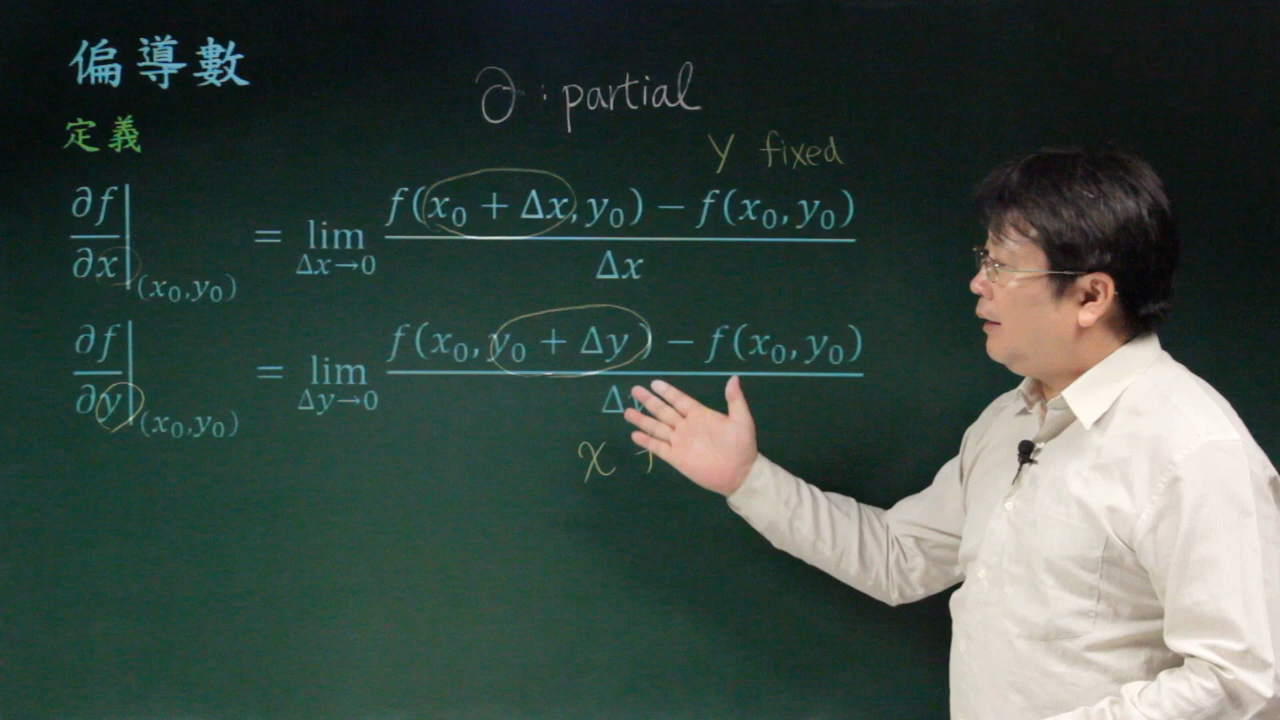 偏導數
∂ : partial
定義
y fixed
∂f/∂x|(x₀,y₀) = lim Δx→0 f(x₀ + Δx, y₀) − f(x₀, y₀) / Δx
∂f/∂y|(x₀,y₀) = lim Δy→0 f(x₀, y₀ + Δy) − f(x₀, y₀) / Δy
x